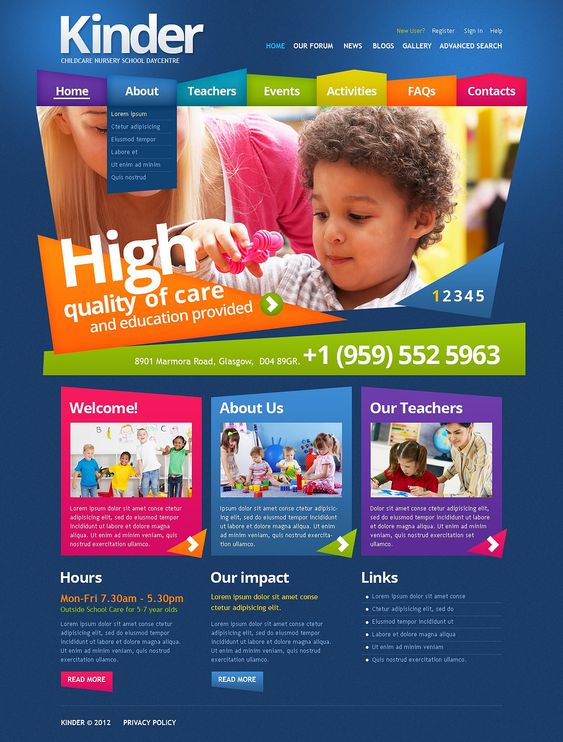 Kinder
CHILDCARE NURSERY SCHOOL DAYCENTRE
New User? Register Sign In Help
HOME OUR FORUM NEWS BLOGS GALLERY ADVANCED SEARCH
Home About Teachers Events Activities FAQs Contacts
Lorem ipsum
Ctetur adipisicing
Eiusmod tempor
Labore et
Ut enim ad minim
Quis nostrud
High
quality of care
and education provided
1 2 3 4 5
8901 Marmora Road, Glasgow, D04 89GR. +1 (959) 552 5963
Welcome!
Lorem ipsum dolor sit amet conse ctetur
adipisicing elit, sed do eiusmod tempor
incididunt ut labore et dolore magna
aliqua. Ut enim ad minim veniam, quis
nostrud exercitation ullamco.
About Us
Ipsum dolor sit amet conse ctetur adipisic-
ing elit, sed do eiusmod tempor incididunt
ut labore et dolore magna aliqua. Ut enim
ad minim veniam, quis nostrud exercita-
tion ullamco.
Our Teachers
Dolor sit amet conse ctetur adipisicing elit,
sed do eiusmod tempor incididunt ut labore
et dolore magna aliqua. Ut enim ad minim
veniam, quis nostrud exercitation ullamco
set.
Hours
Mon-Fri 7.30am - 5.30pm
Outside School Care for 5-7 year olds
Lorem ipsum dolor sit amet conse ctetur
adipisicing elit, sed do eiusmod tempor
incididunt ut labore et dolore magna
aliqua. Ut enim ad minim veniam, quis nostrud
exercitation ullamco.
READ MORE
Our impact
Lorem ipsum dolor sit amet conse
ctetur adipisicing elit.
Lorem ipsum dolor sit amet conse ctetur
adipisicing elit, sed do eiusmod tempor
incididunt ut labore et dolore magna
aliqua. Ut enim ad minim veniam.
READ MORE
Links
Lorem ipsum dolor sit amet conse
Ctetur adipisicing elit, sed do
Eiusmod tempor incididunt ut
Labore et dolore magna aliqua
Ut enim ad minim veniam
Quis nostrud exercitation ullamco.
KINDER © 2012 PRIVACY POLICY